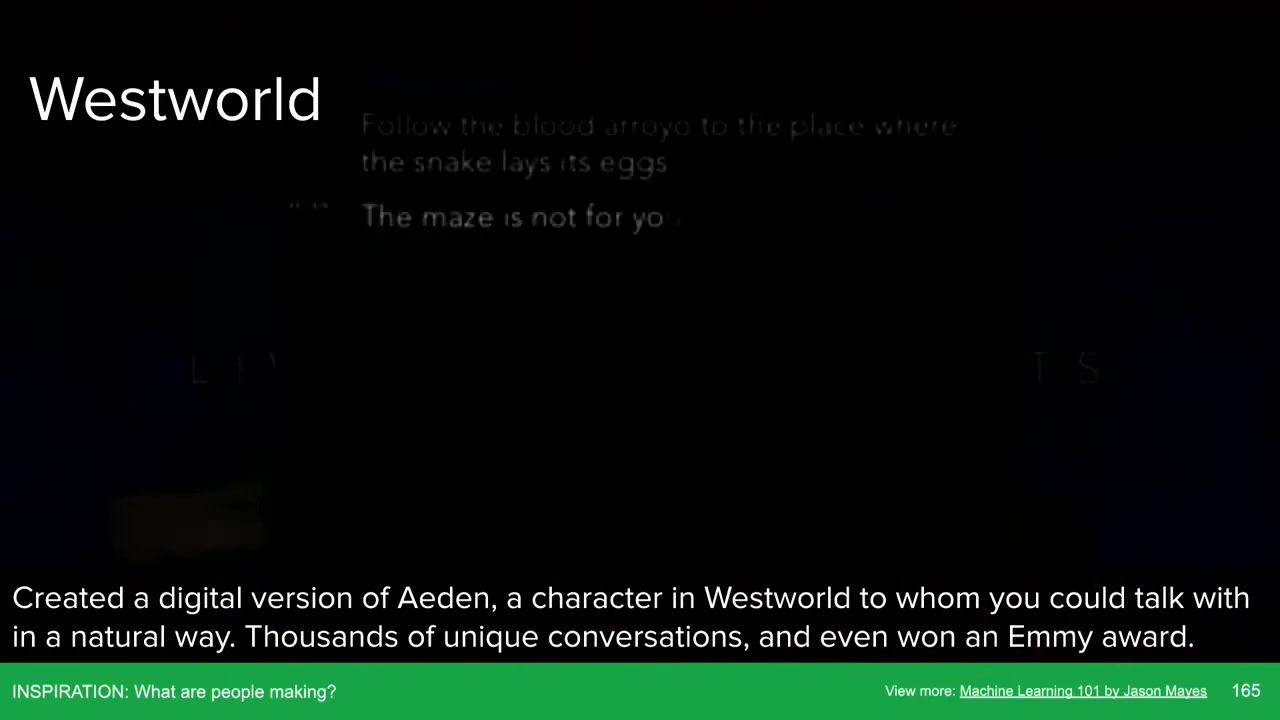 Westworld
Follow the blood arroyo to the place where
the snake lays its eggs
The maze is not for yo
L I V
T S
Created a digital version of Aeden, a character in Westworld to whom you could talk with
in a natural way. Thousands of unique conversations, and even won an Emmy award.
INSPIRATION: What are people making?
View more: Machine Learning 101 by Jason Mayes
165